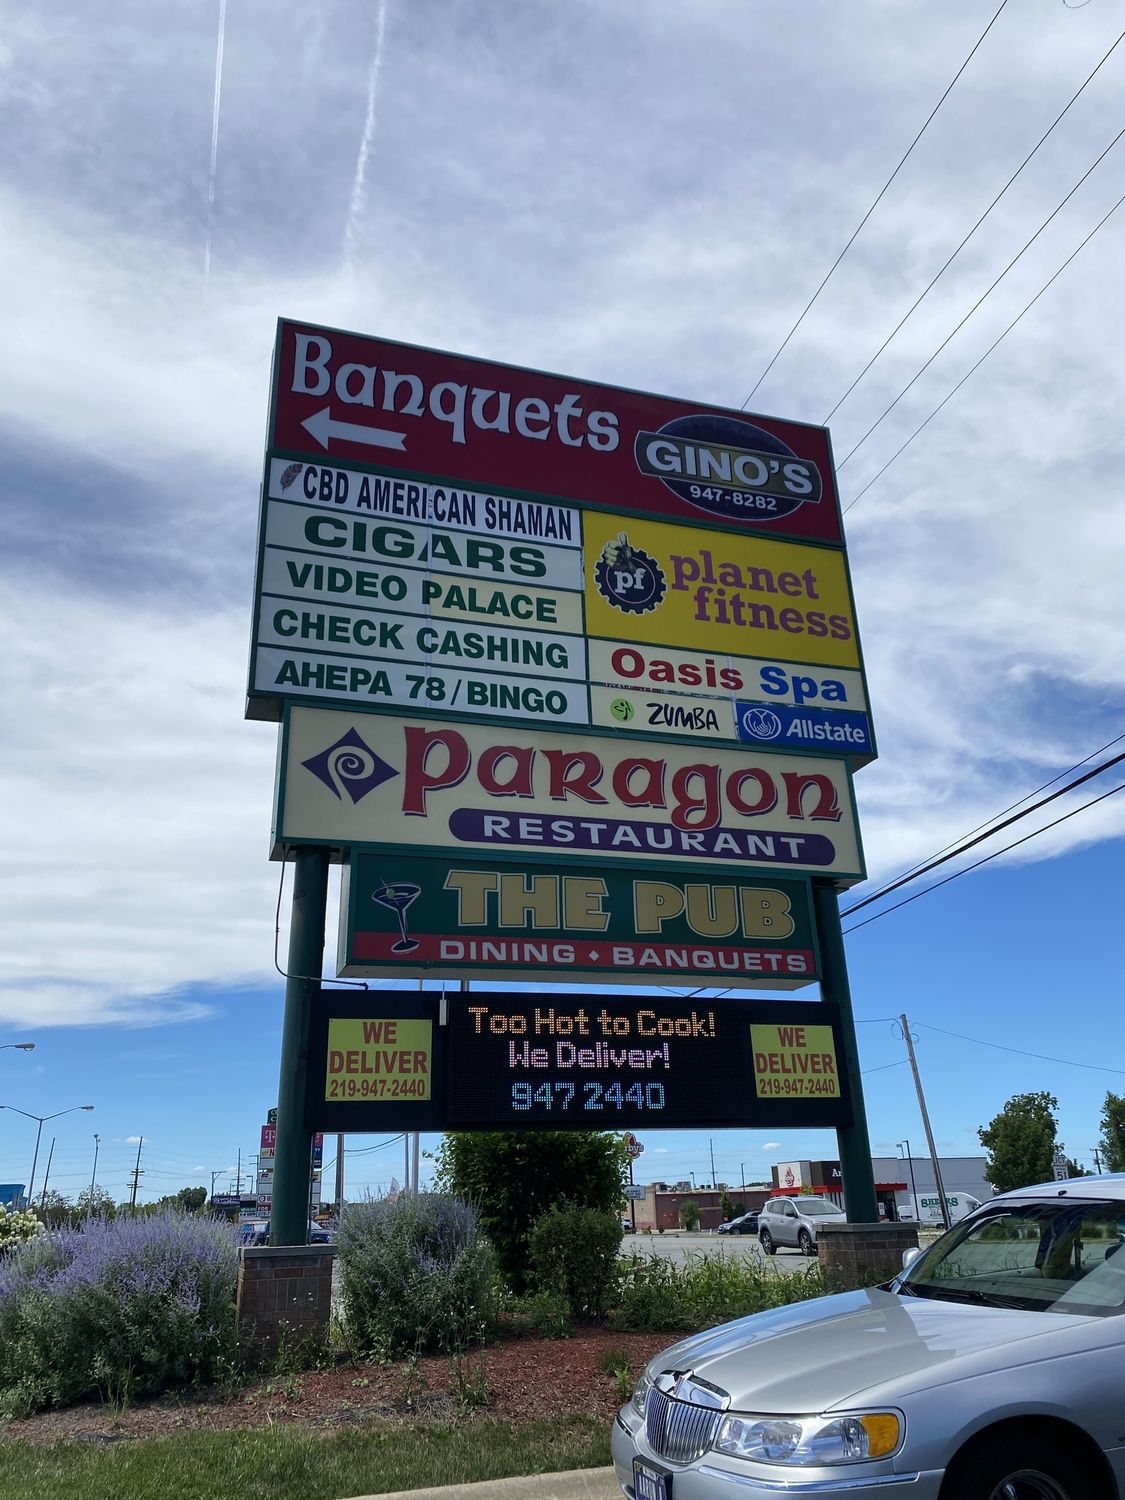 Banquets
GINO'S
947-8282
CBD AMERICAN SHAMAN
CIGARS
VIDEO PALACE
CHECK CASHING
AHEPA 78/BINGO
pf
planet
fitness
Oasis Spa
ZUMBA
Allstate
Paragon
RESTAURANT
THE PUB
DINING • BANQUETS
WE
DELIVER
219-947-2440
Too Hot to Cook!
We Deliver!
947 2440
WE
DELIVER
219-947-2440